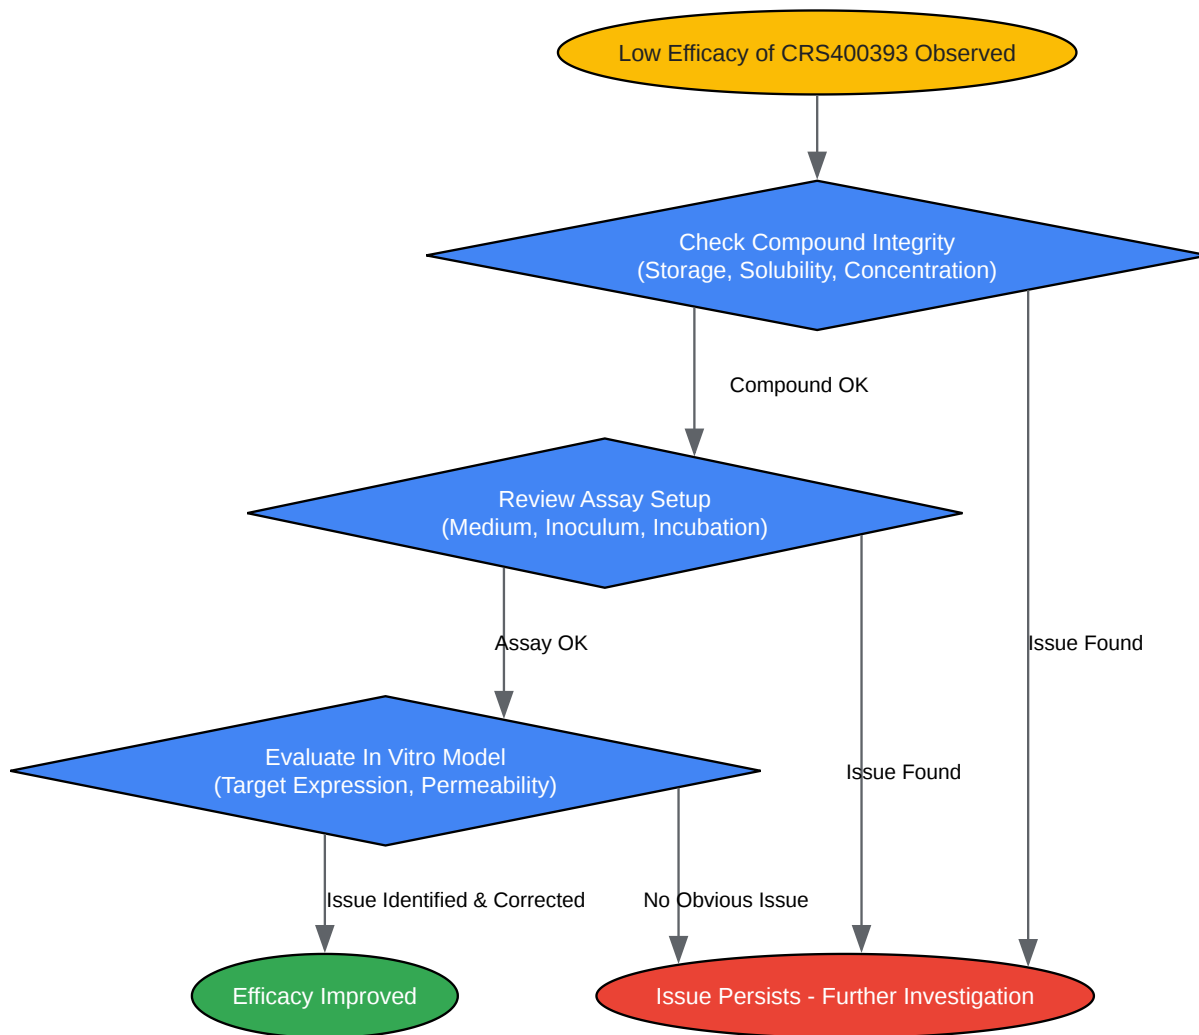 Low Efficacy of CRS400393 Observed
Check Compound Integrity
(Storage, Solubility, Concentration)
Compound OK
Review Assay Setup
(Medium, Inoculum, Incubation)
Assay OK
Issue Found
Evaluate In Vitro Model
(Target Expression, Permeability)
Issue Found
Issue Identified & Corrected
No Obvious Issue
Efficacy Improved
Issue Persists - Further Investigation